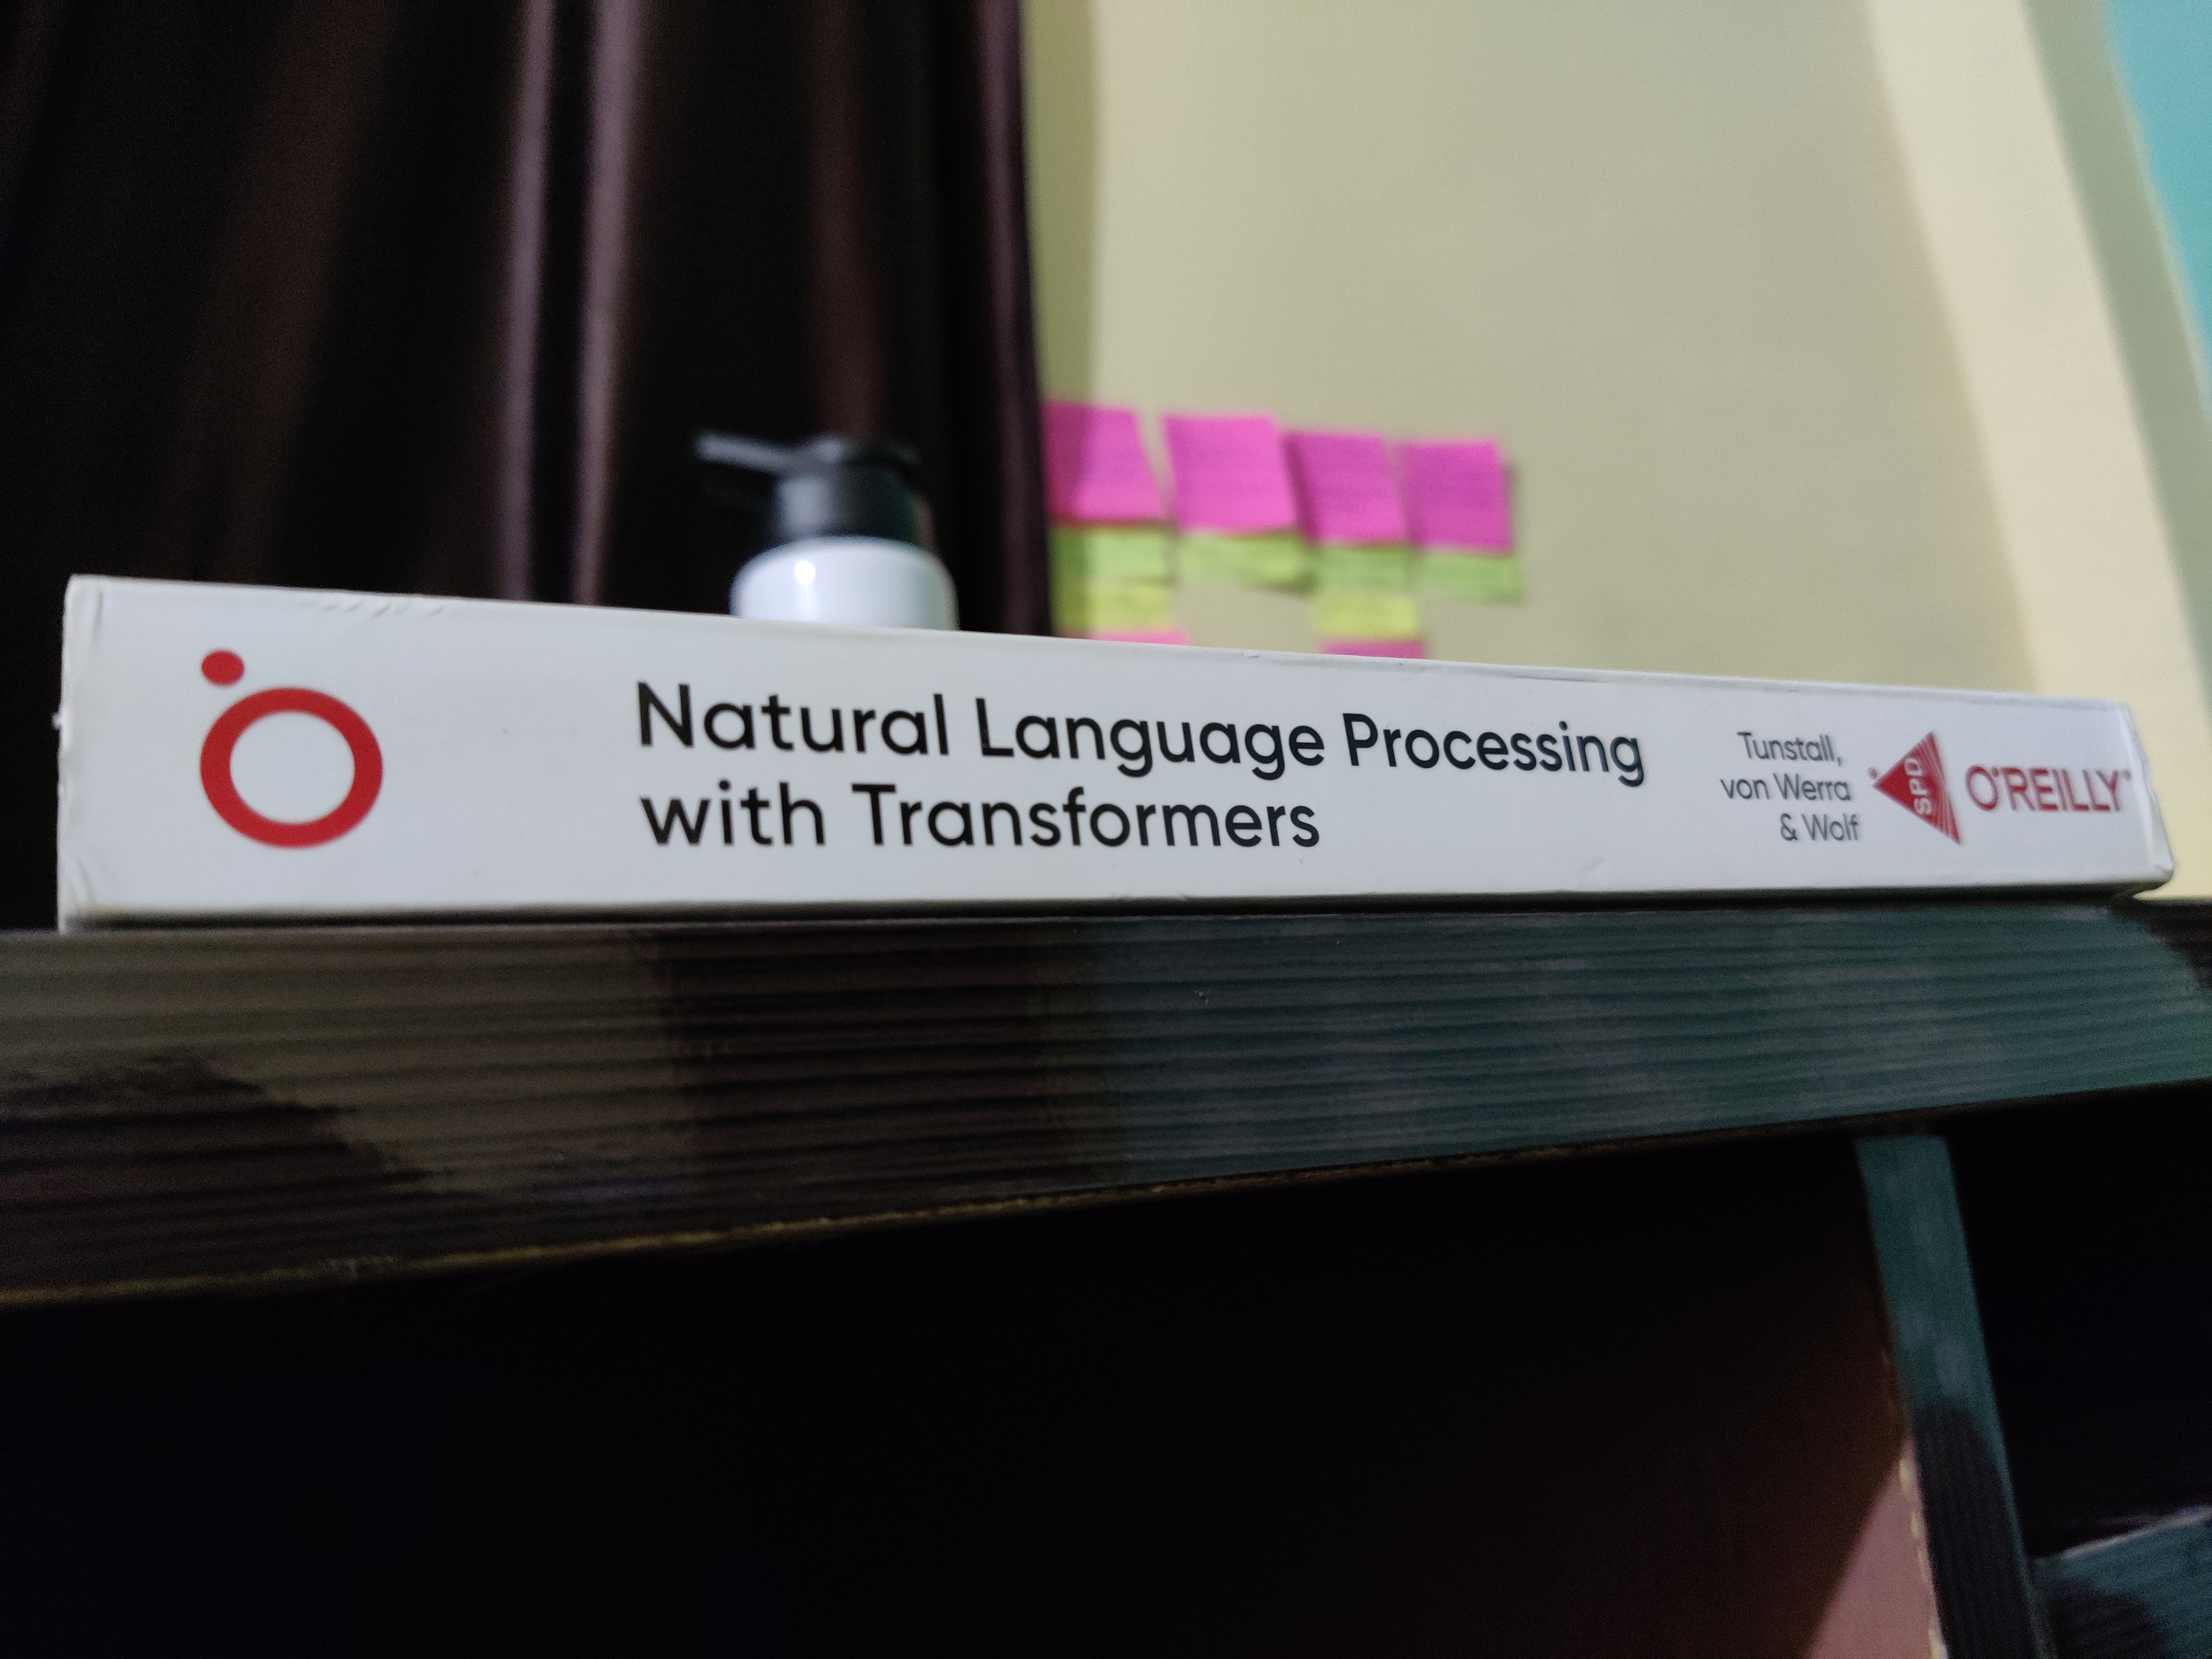 Natural Language Processing
with Transformers
Tunstall,
von Werra
& Wolf
SPD
O'REILLY®